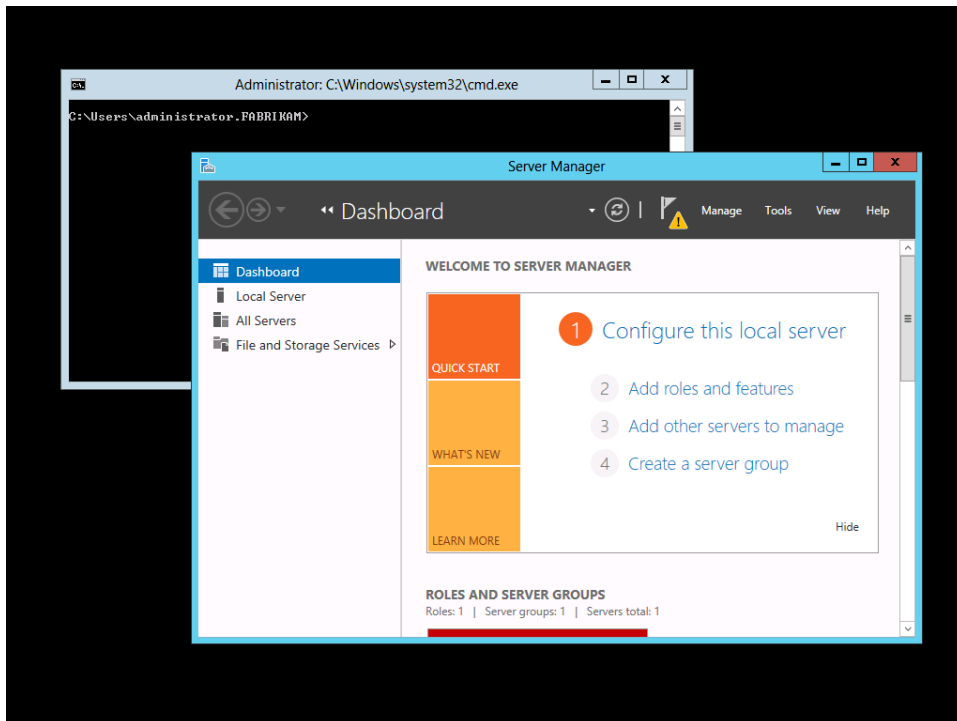 Administrator: C:\Windows\system32\cmd.exe
C:\Users\administrator.FABRIKAM>
Server Manager
Dashboard
Manage Tools View Help
Dashboard
Local Server
All Servers
File and Storage Services
WELCOME TO SERVER MANAGER
QUICK START
WHAT'S NEW
LEARN MORE
1 Configure this local server
2 Add roles and features
3 Add other servers to manage
4 Create a server group
Hide
ROLES AND SERVER GROUPS
Roles: 1 | Server groups: 1 | Servers total: 1